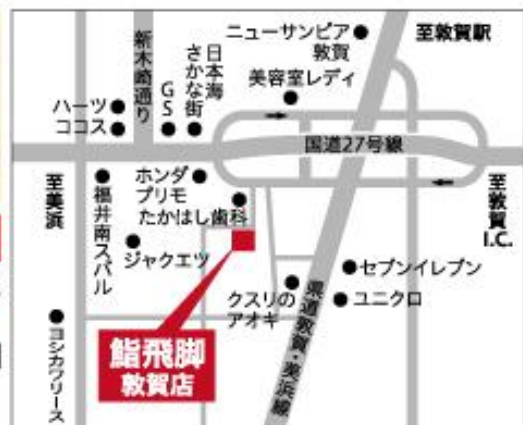 ニューサンピア
敦賀
至敦賀駅
新木崎通り
GS
日本海
さかな街
美容室レディ
ハーツ
ココス
国道27号線
至美浜
福井南スバル
ホンダ
プリモ
たかはし歯科
至敦賀
I.C.
ジャクエツ
セブンイレブン
クスリの
アオキ
ユニクロ
県道敦賀・美浜線
ヨシカワリース
鮨飛脚
敦賀店